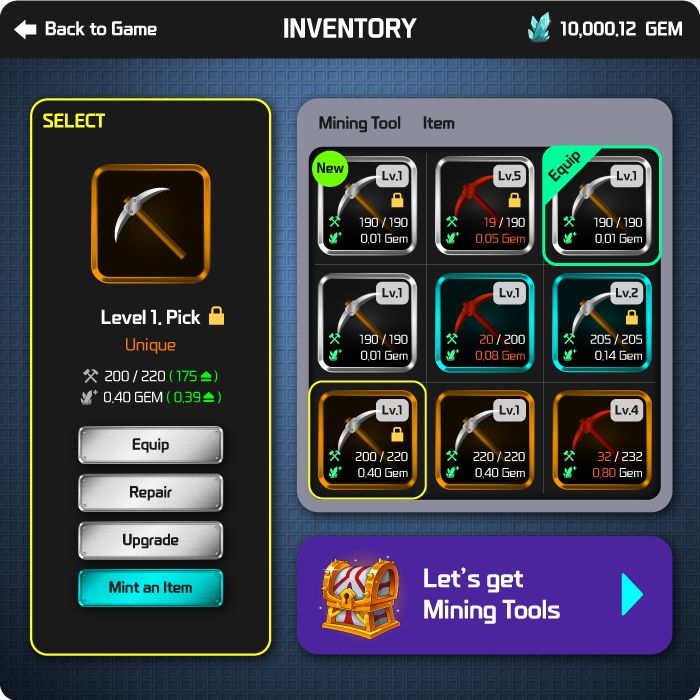 Back to Game
INVENTORY
10,000.12 GEM
SELECT
Level 1. Pick
Unique
200 / 220 ( 175 )
0.40 GEM ( 0.39 )
Equip
Repair
Upgrade
Mint an Item
Mining Tool Item
New
Lv.1
190 / 190
0.01 Gem
Lv.5
19 / 190
0.05 Gem
Equip
Lv.1
190 / 190
0.01 Gem
Lv.1
190 / 190
0.01 Gem
Lv.1
20 / 200
0.08 Gem
Lv.2
205 / 205
0.14 Gem
Lv.1
200 / 220
0.40 Gem
Lv.1
220 / 220
0.40 Gem
Lv.4
32 / 232
0.80 Gem
Let's get
Mining Tools